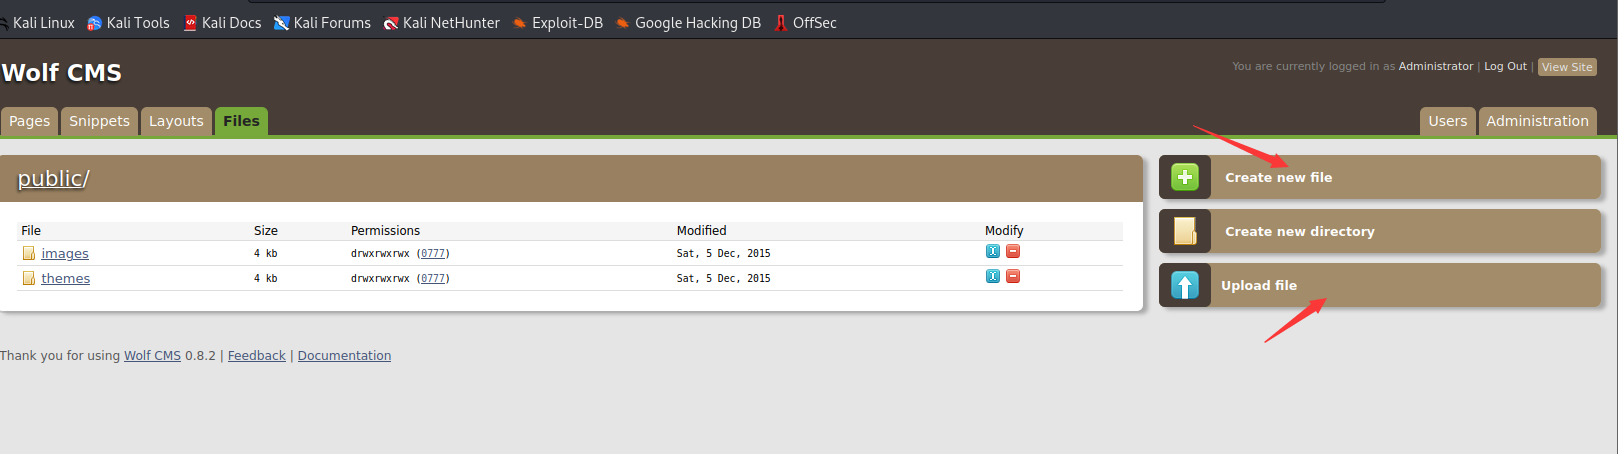 Kali Linux Kali Tools Kali Docs Kali Forums Kali NetHunter Exploit-DB Google Hacking DB OffSec
Wolf CMS
You are currently logged in as Administrator | Log Out | View Site
Pages Snippets Layouts Files Users Administration
public/
File Size Permissions Modified Modify
images 4 kb drwxrwxrwx (0777) Sat, 5 Dec, 2015
themes 4 kb drwxrwxrwx (0777) Sat, 5 Dec, 2015
Create new file
Create new directory
Upload file
Thank you for using Wolf CMS 0.8.2 | Feedback | Documentation